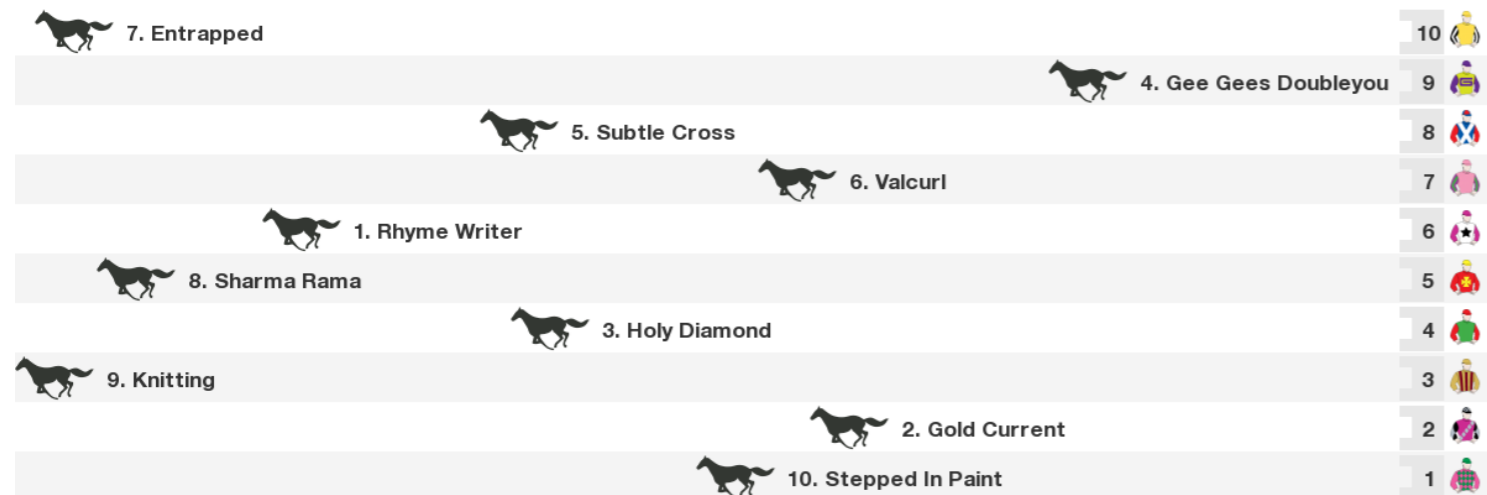 7. Entrapped 10
4. Gee Gees Doubleyou 9
5. Subtle Cross 8
6. Valcurl 7
1. Rhyme Writer 6
8. Sharma Rama 5
3. Holy Diamond 4
9. Knitting 3
2. Gold Current 2
10. Stepped In Paint 1